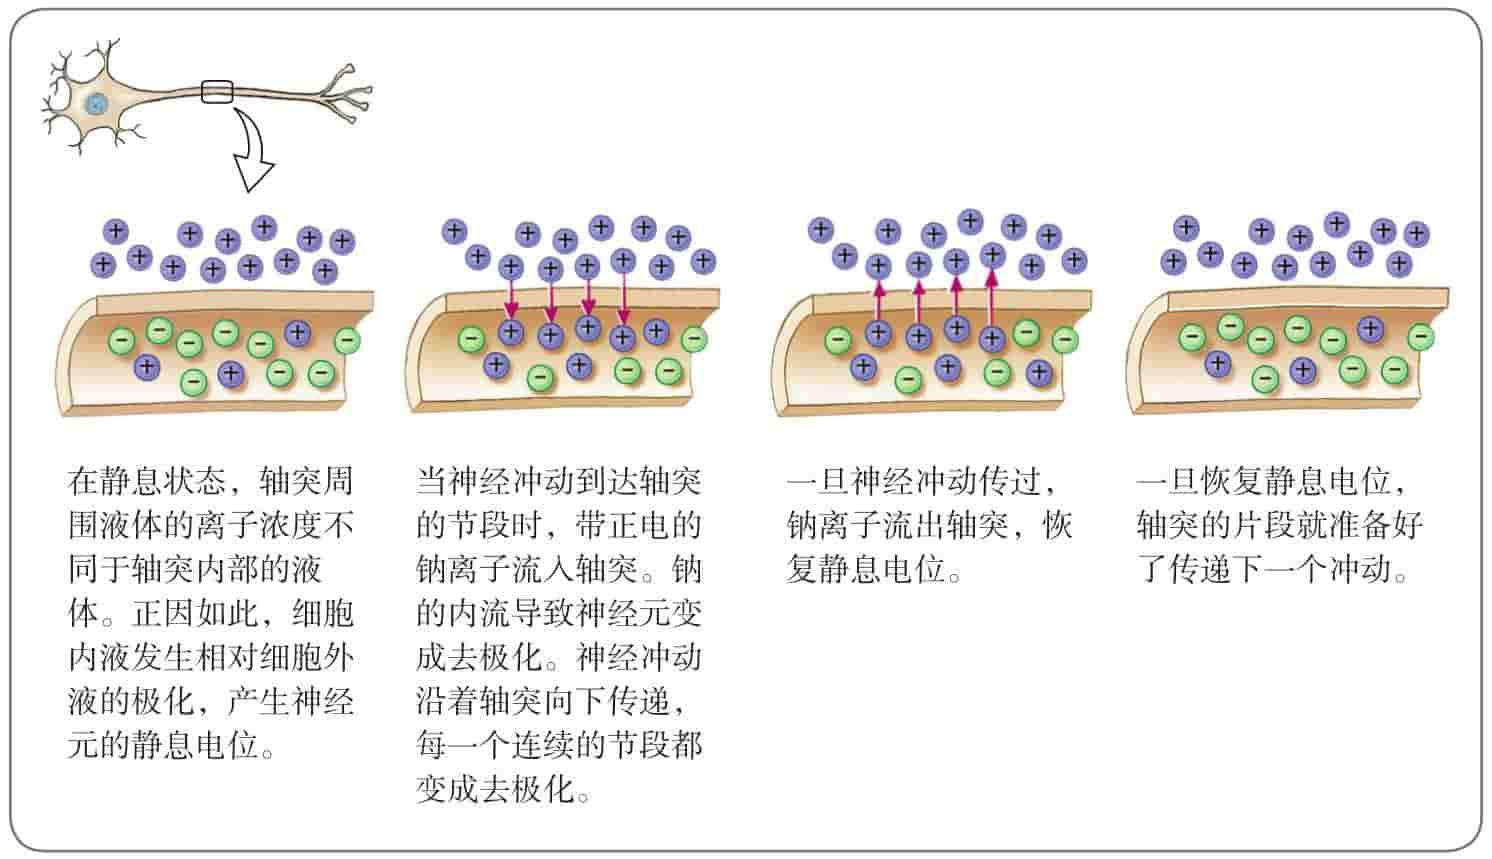 在静息状态，轴突周
围液体的离子浓度不
同于轴突内部的液
体。正因如此，细胞
内液发生相对细胞外
液的极化，产生神经
元的静息电位。
当神经冲动到达轴突
的节段时，带正电的
钠离子流入轴突。钠
的内流导致神经元变
成去极化。神经冲动
沿着轴突向下传递，
每一个连续的节段都
变成去极化。
一旦神经冲动传过，
钠离子流出轴突，恢
复静息电位。
一旦恢复静息电位，
轴突的片段就准备好
了传递下一个冲动。